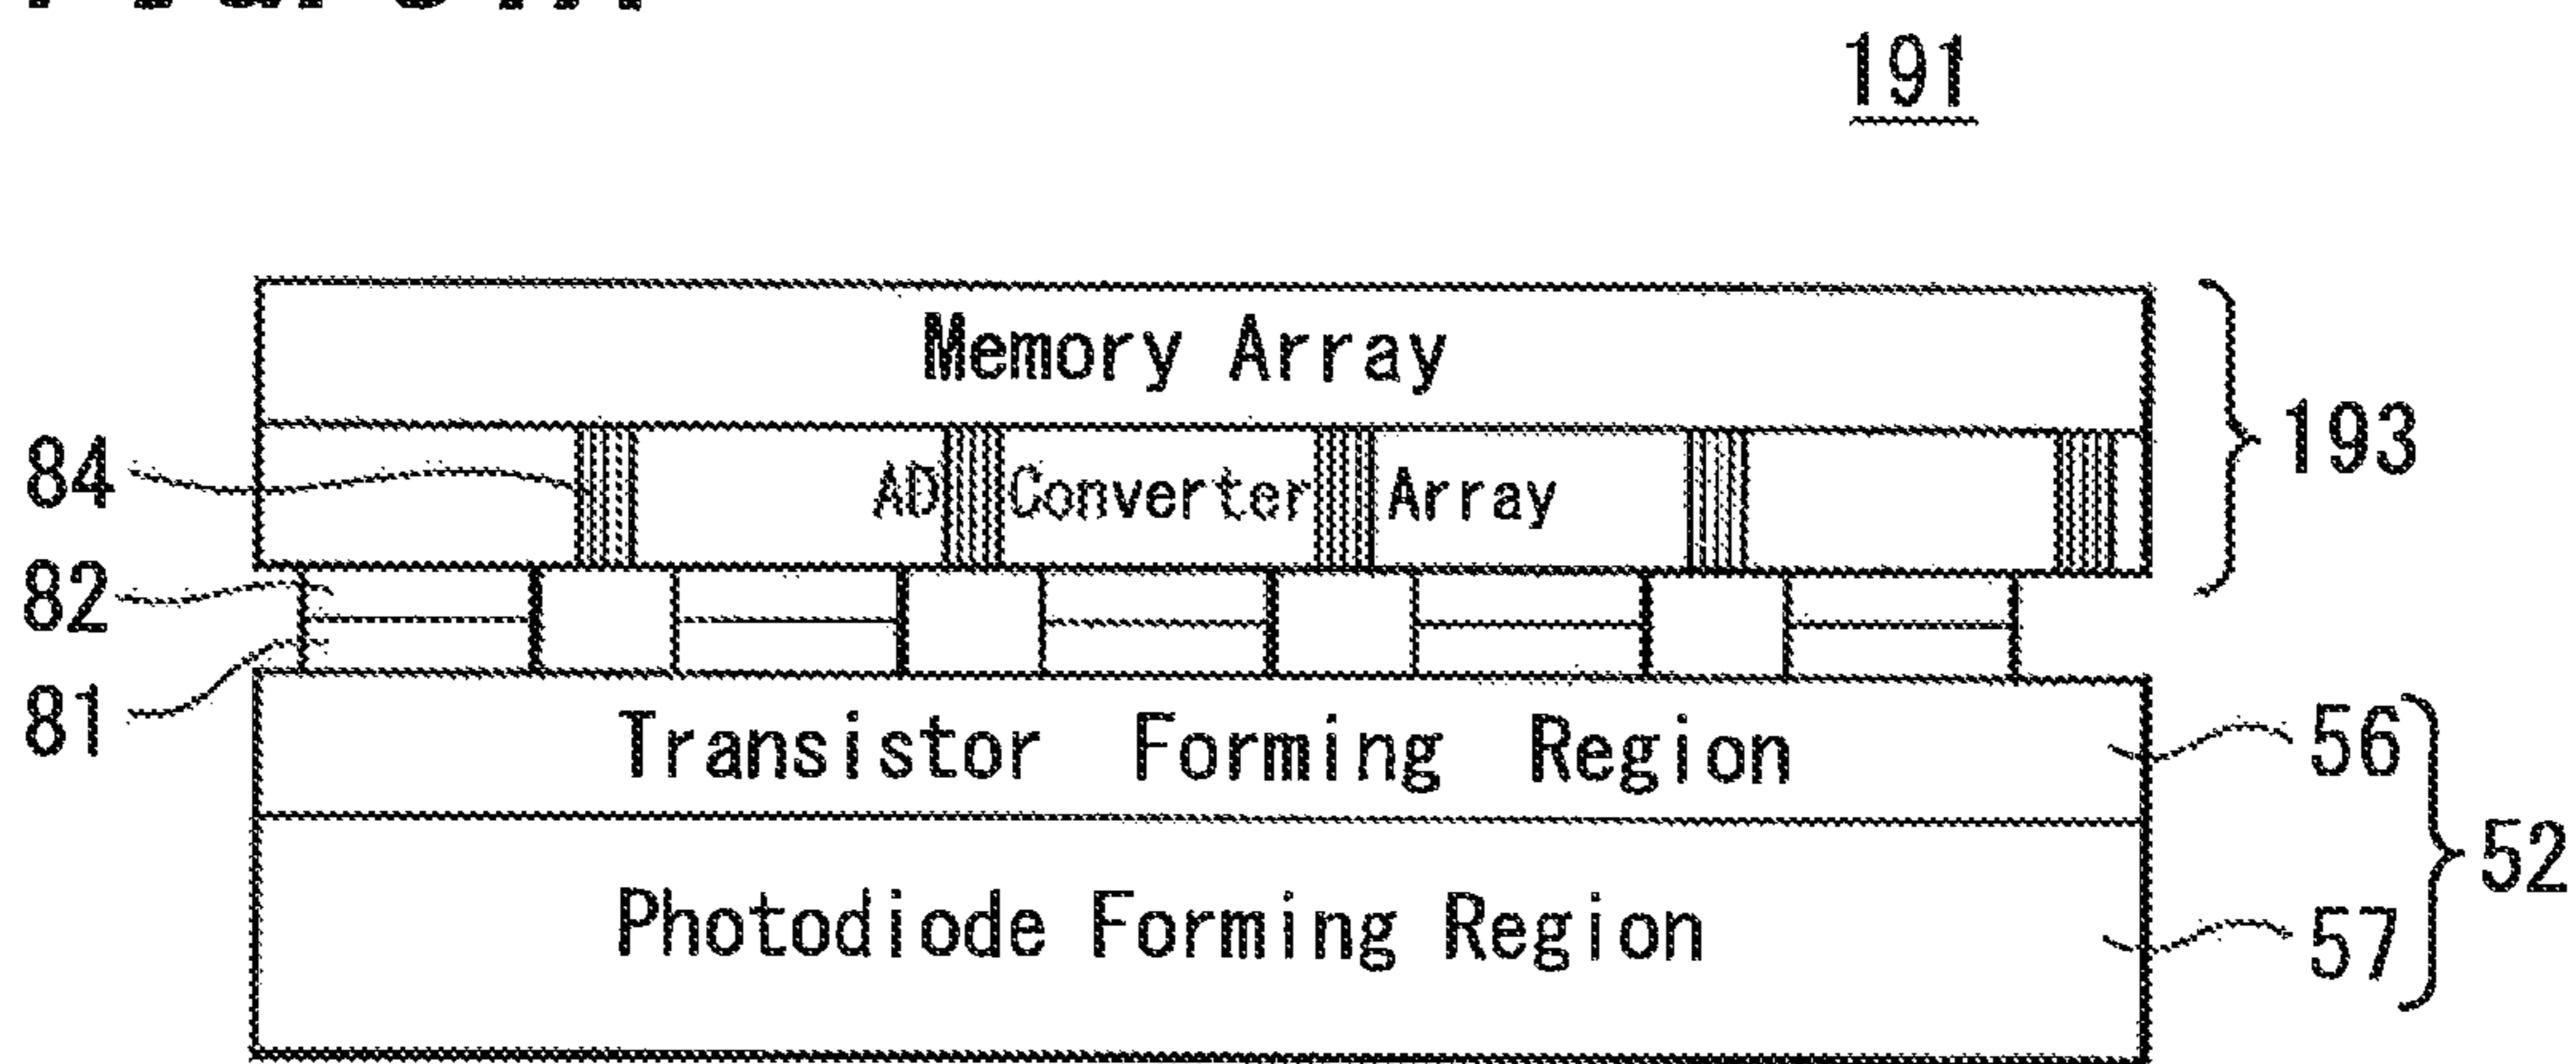 191
Memory Array
193
84
AD Converter Array
82
81
Transistor Forming Region
56
52
Photodiode Forming Region
57